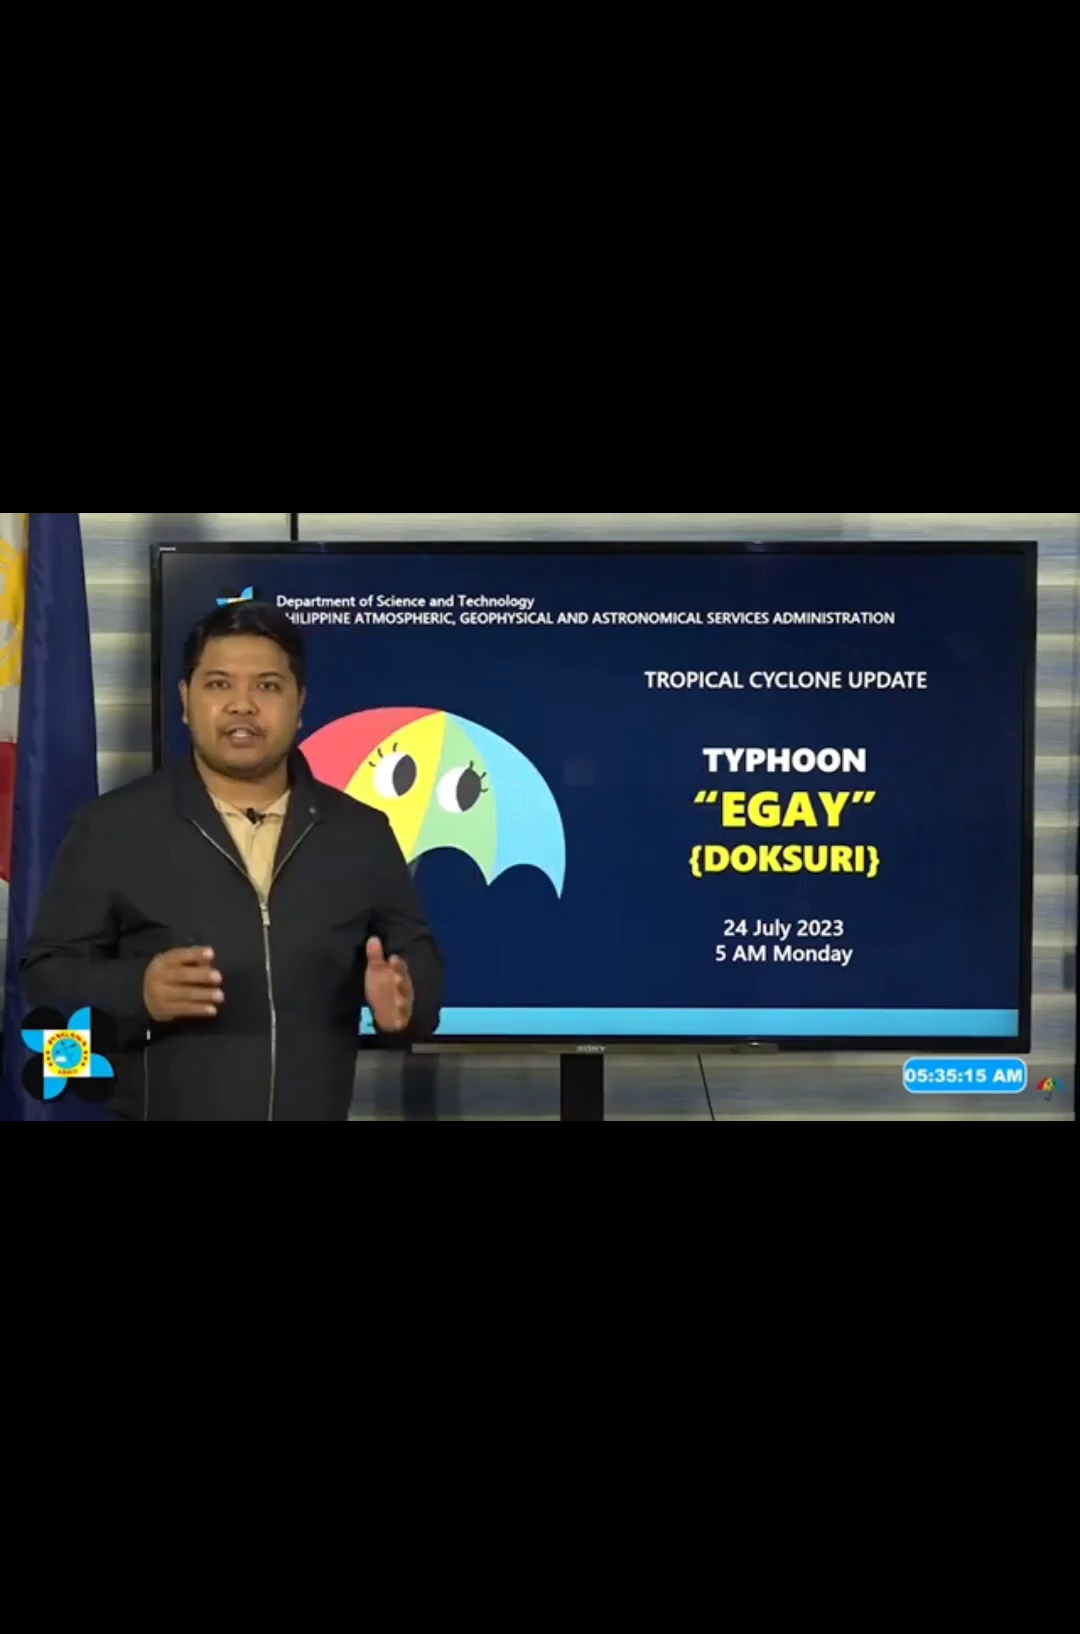 Department of Science and Technology
HILIPPINE ATMOSPHERIC, GEOPHYSICAL AND ASTRONOMICAL SERVICES ADMINISTRATION
TROPICAL CYCLONE UPDATE
TYPHOON
“EGAY”
{DOKSURI}
24 July 2023
5 AM Monday
SONY
05:35:15 AM